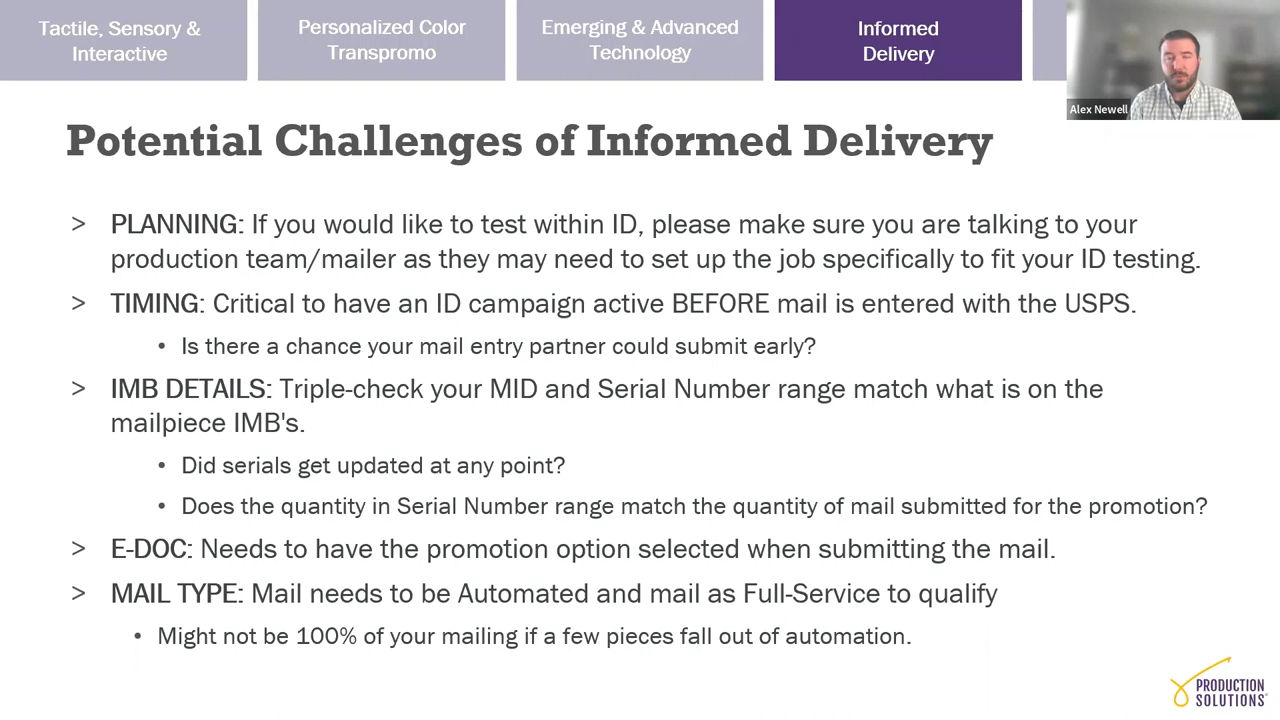 Tactile, Sensory &
Interactive
Personalized Color
Transpromo
Emerging & Advanced
Technology
Informed
Delivery
Alex Newell
Potential Challenges of Informed Delivery
> PLANNING: If you would like to test within ID, please make sure you are talking to your
production team/mailer as they may need to set up the job specifically to fit your ID testing.
> TIMING: Critical to have an ID campaign active BEFORE mail is entered with the USPS.
• Is there a chance your mail entry partner could submit early?
> IMB DETAILS: Triple-check your MID and Serial Number range match what is on the
mailpiece IMB's.
• Did serials get updated at any point?
• Does the quantity in Serial Number range match the quantity of mail submitted for the promotion?
> E-DOC: Needs to have the promotion option selected when submitting the mail.
> MAIL TYPE: Mail needs to be Automated and mail as Full-Service to qualify
• Might not be 100% of your mailing if a few pieces fall out of automation.
PRODUCTION
SOLUTIONS